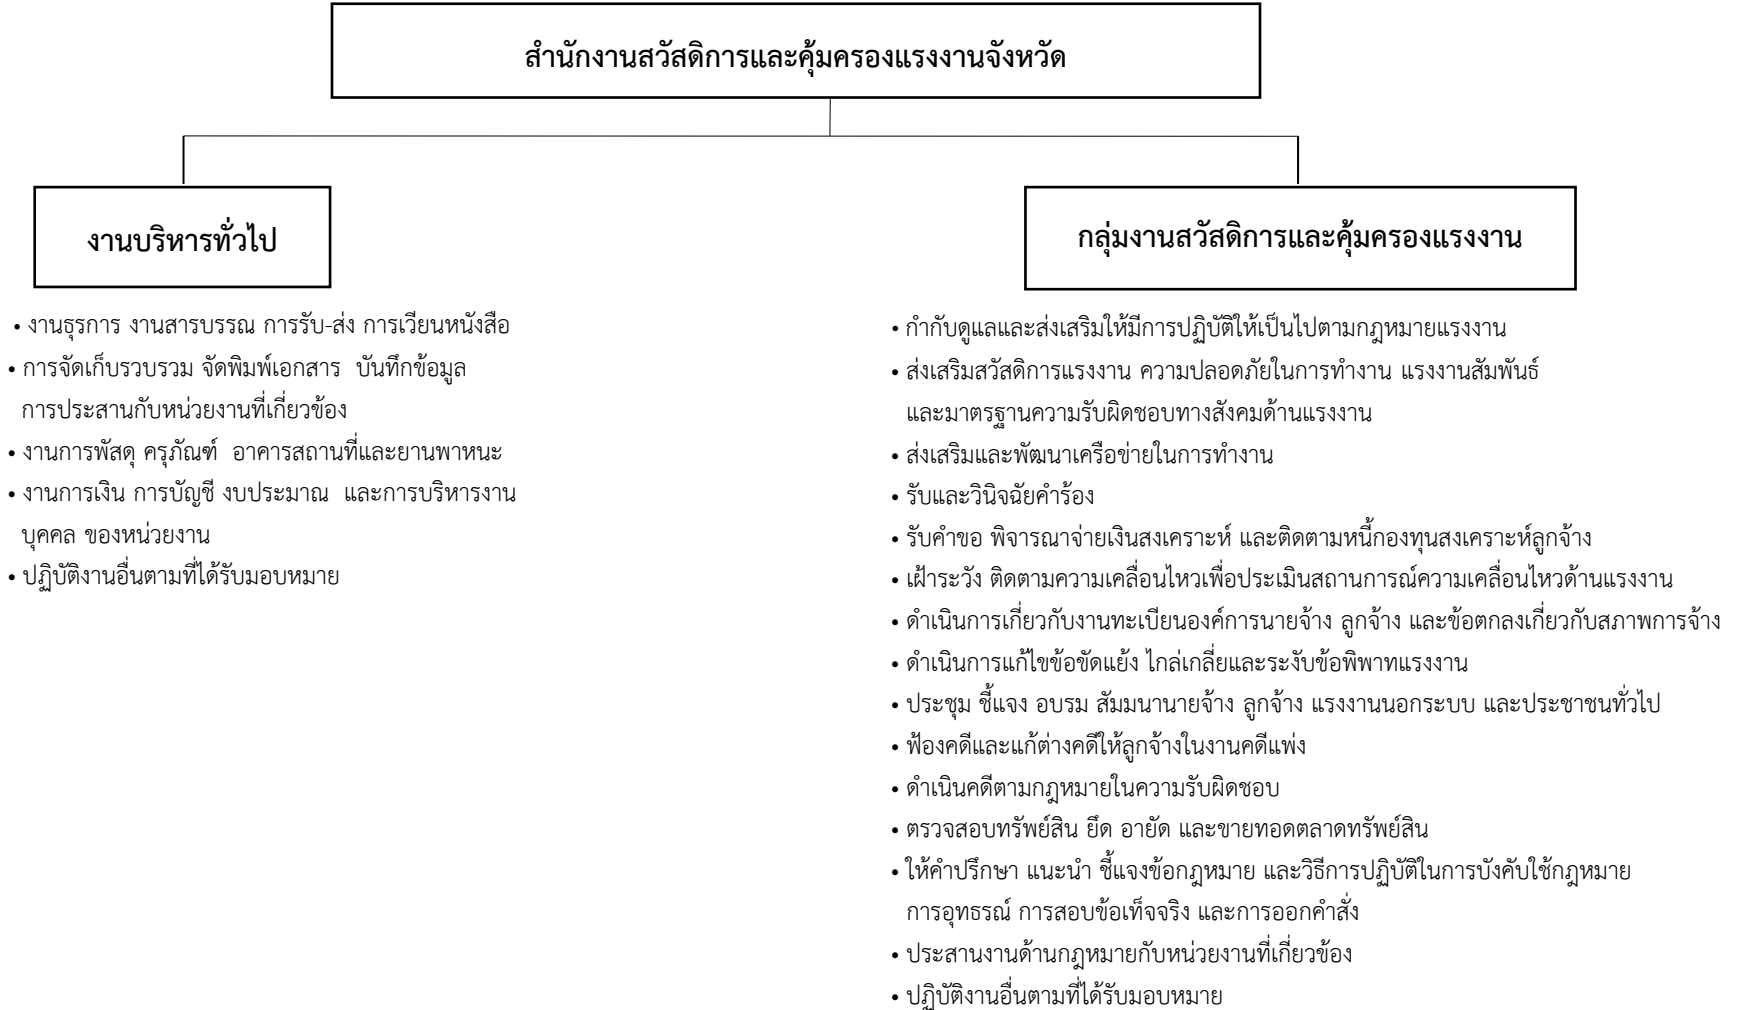 สำนักงานสวัสดิการและคุ้มครองแรงงานจังหวัด
งานบริหารทั่วไป
• งานธุรการ งานสารบรรณ การรับ-ส่ง การเวียนหนังสือ
• การจัดเก็บรวบรวม จัดพิมพ์เอกสาร บันทึกข้อมูล
การประสานกับหน่วยงานที่เกี่ยวข้อง
• งานการพัสดุ ครุภัณฑ์ อาคารสถานที่และยานพาหนะ
• งานการเงิน การบัญชี งบประมาณ และการบริหารงาน
บุคคล ของหน่วยงาน
• ปฏิบัติงานอื่นตามที่ได้รับมอบหมาย
กลุ่มงานสวัสดิการและคุ้มครองแรงงาน
• กำกับดูแลและส่งเสริมให้มีการปฏิบัติให้เป็นไปตามกฎหมายแรงงาน
• ส่งเสริมสวัสดิการแรงงาน ความปลอดภัยในการทำงาน แรงงานสัมพันธ์
และมาตรฐานความรับผิดชอบทางสังคมด้านแรงงาน
• ส่งเสริมและพัฒนาเครือข่ายในการทำงาน
• รับและวินิจฉัยคำร้อง
• รับคำขอ พิจารณาจ่ายเงินสงเคราะห์ และติดตามหนี้กองทุนสงเคราะห์ลูกจ้าง
• เฝ้าระวัง ติดตามความเคลื่อนไหวเพื่อประเมินสถานการณ์ความเคลื่อนไหวด้านแรงงาน
• ดำเนินการเกี่ยวกับงานทะเบียนองค์การนายจ้าง ลูกจ้าง และข้อตกลงเกี่ยวกับสภาพการจ้าง
• ดำเนินการแก้ไขข้อขัดแย้ง ไกล่เกลี่ยและระงับข้อพิพาทแรงงาน
• ประชุม ชี้แจง อบรม สัมมนานายจ้าง ลูกจ้าง แรงงานนอกระบบ และประชาชนทั่วไป
• ฟ้องคดีและแก้ต่างคดีให้ลูกจ้างในงานคดีแพ่ง
• ดำเนินคดีตามกฎหมายในความรับผิดชอบ
• ตรวจสอบทรัพย์สิน ยึด อายัด และขายทอดตลาดทรัพย์สิน
• ให้คำปรึกษา แนะนำ ชี้แจงข้อกฎหมาย และวิธีการปฏิบัติในการบังคับใช้กฎหมาย
การอุทธรณ์ การสอบข้อเท็จจริง และการออกคำสั่ง
• ประสานงานด้านกฎหมายกับหน่วยงานที่เกี่ยวข้อง
• ปฏิบัติงานอื่นตามที่ได้รับมอบหมาย